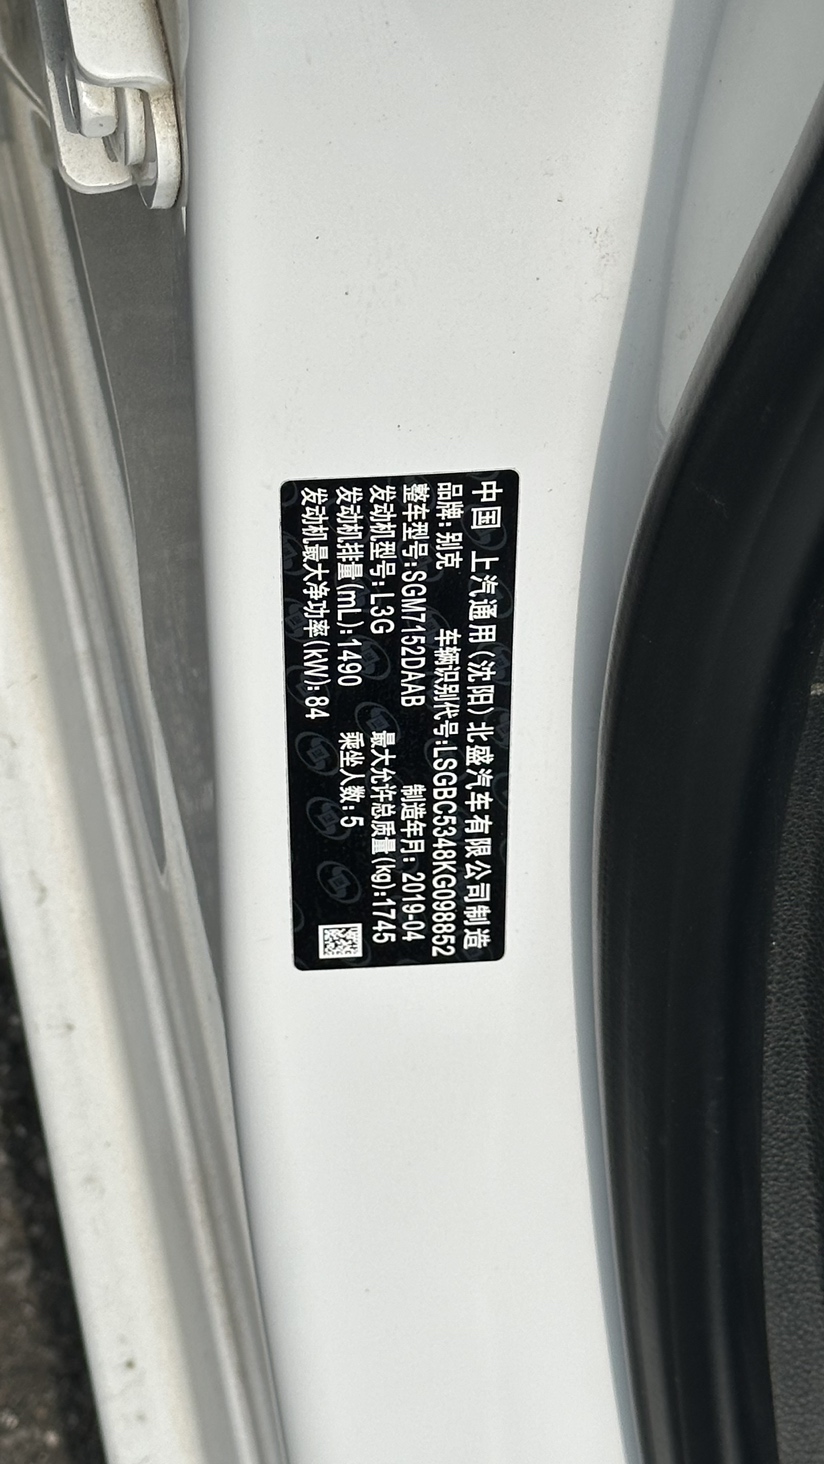 中国 上汽通用(沈阳)北盛汽车有限公司制造
品牌:别克 车辆识别代号:LSGBC5348KG098852
整车型号:SGM7152DAAB 制造年月:2019-04
发动机型号:L3G 最大允许总质量(kg):1745
发动机排量(mL):1490 乘坐人数:5
发动机最大净功率(kW):84